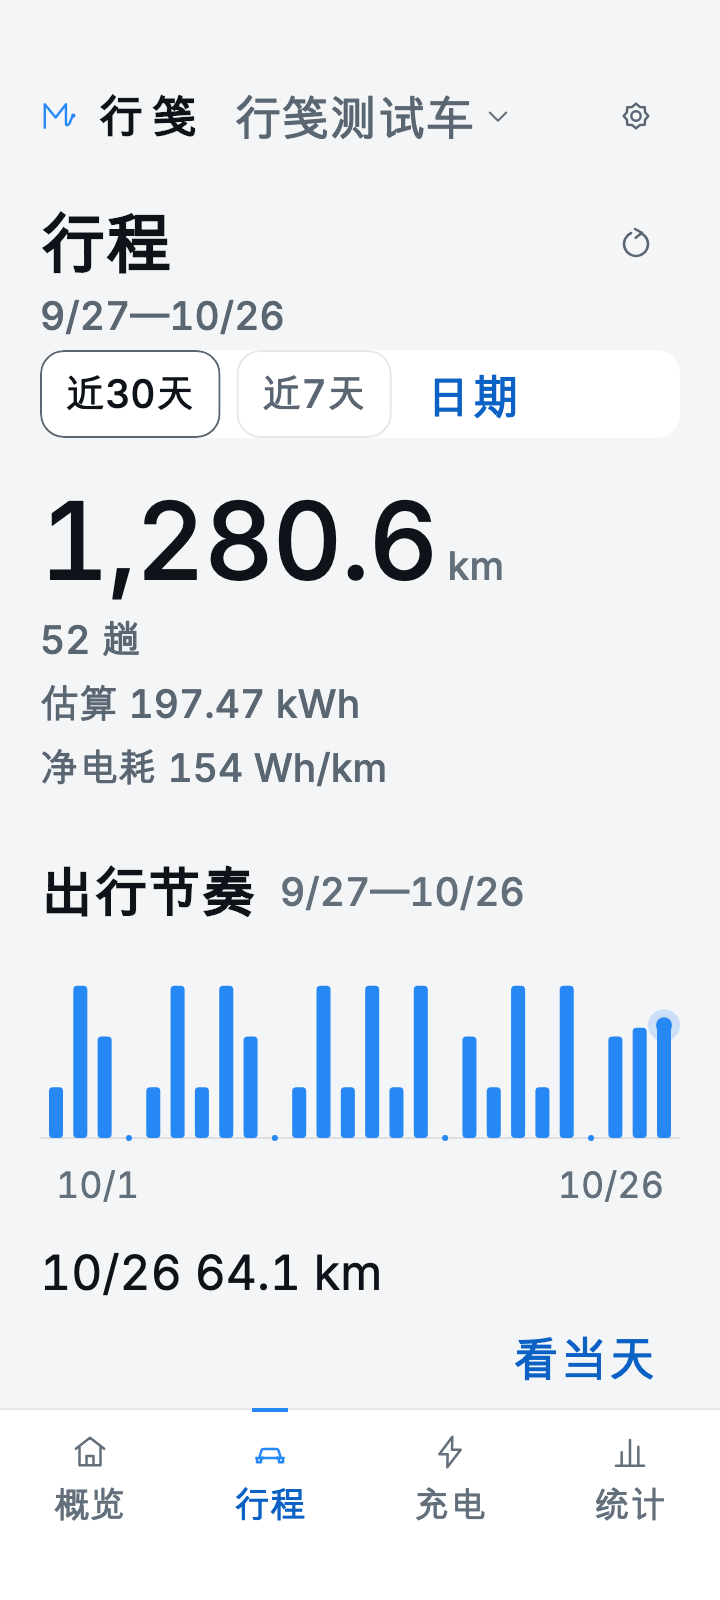 行笺 行笺测试车
行程
9/27—10/26
近30天 近7天 日期
1,280.6 km
52 趟
估算 197.47 kWh
净电耗 154 Wh/km
出行节奏 9/27—10/26
10/1 10/26
10/26 64.1 km
看当天
概览 行程 充电 统计